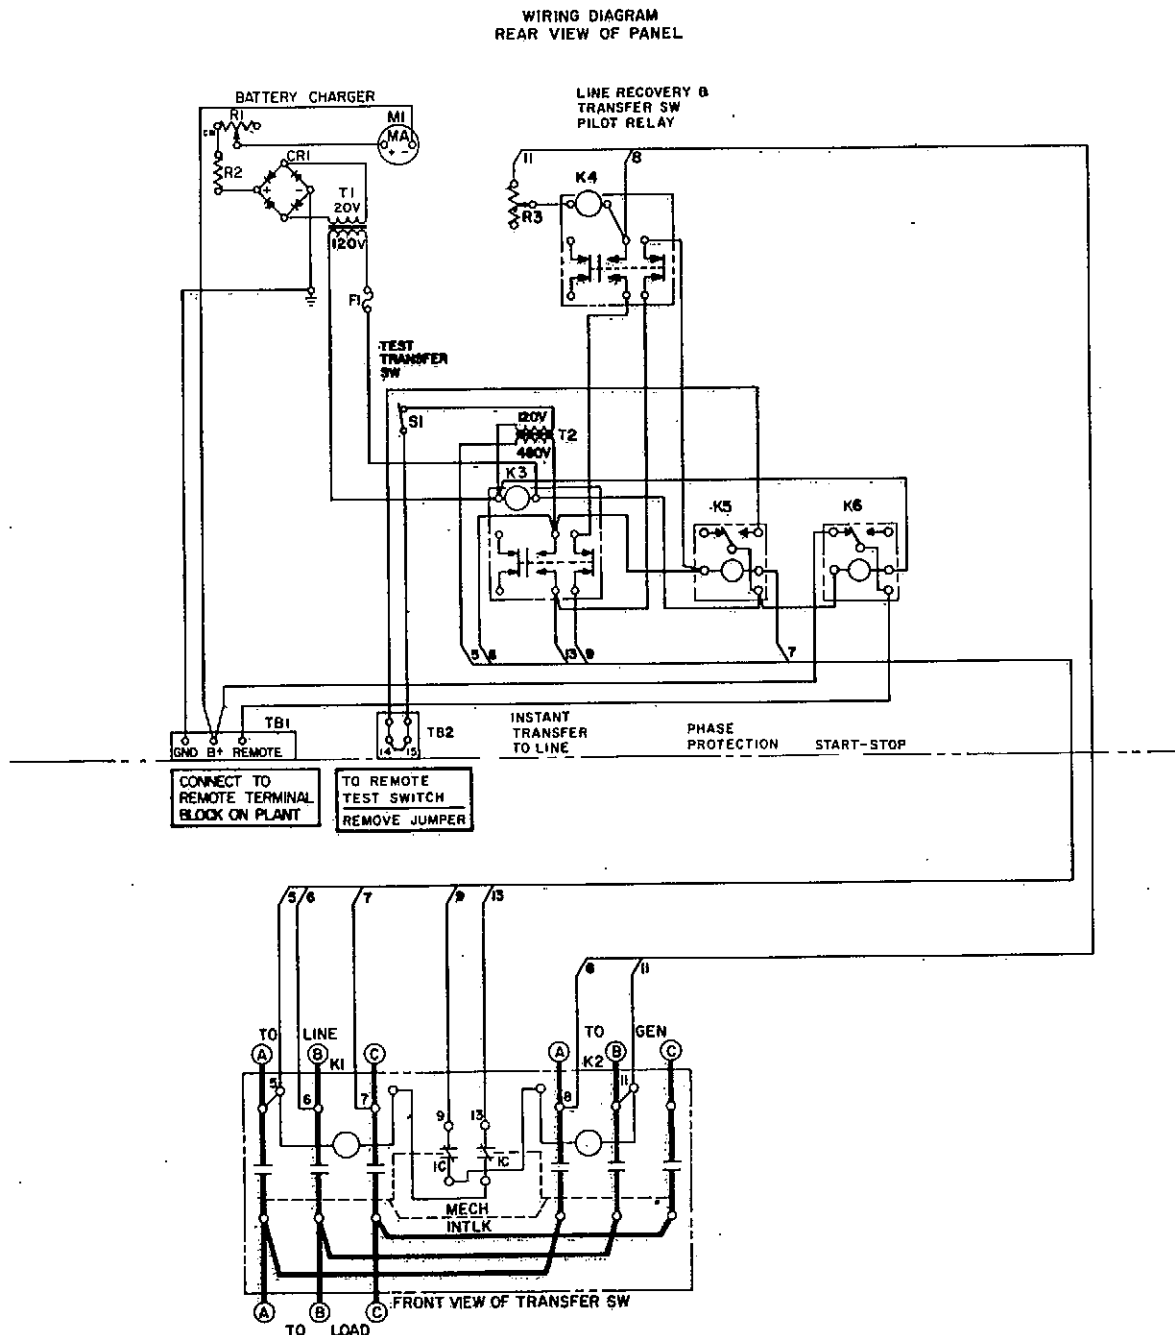 WIRING DIAGRAM
REAR VIEW OF PANEL
BATTERY CHARGER
R1
M1
MA
+ -
R2
CR1
+ -
T1
20V
120V
F1
LINE RECOVERY &
TRANSFER SW
PILOT RELAY
11
8
K4
R3
TEST
TRANSFER
SW
S1
120V
T2
480V
K3
K5
K6
5
6
13
9
7
TB1
GND B+ REMOTE
TB2
14 15
INSTANT
TRANSFER
TO LINE
PHASE
PROTECTION
START-STOP
CONNECT TO
REMOTE TERMINAL
BLOCK ON PLANT
TO REMOTE
TEST SWITCH
REMOVE JUMPER
5
6
7
9
13
8
11
TO LINE
A
B
C
K1
TO GEN
A
B
C
K2
5
6
7
9
13
8
11
1C
1C
MECH
INTLK
FRONT VIEW OF TRANSFER SW
A
B
C
TO LOAD